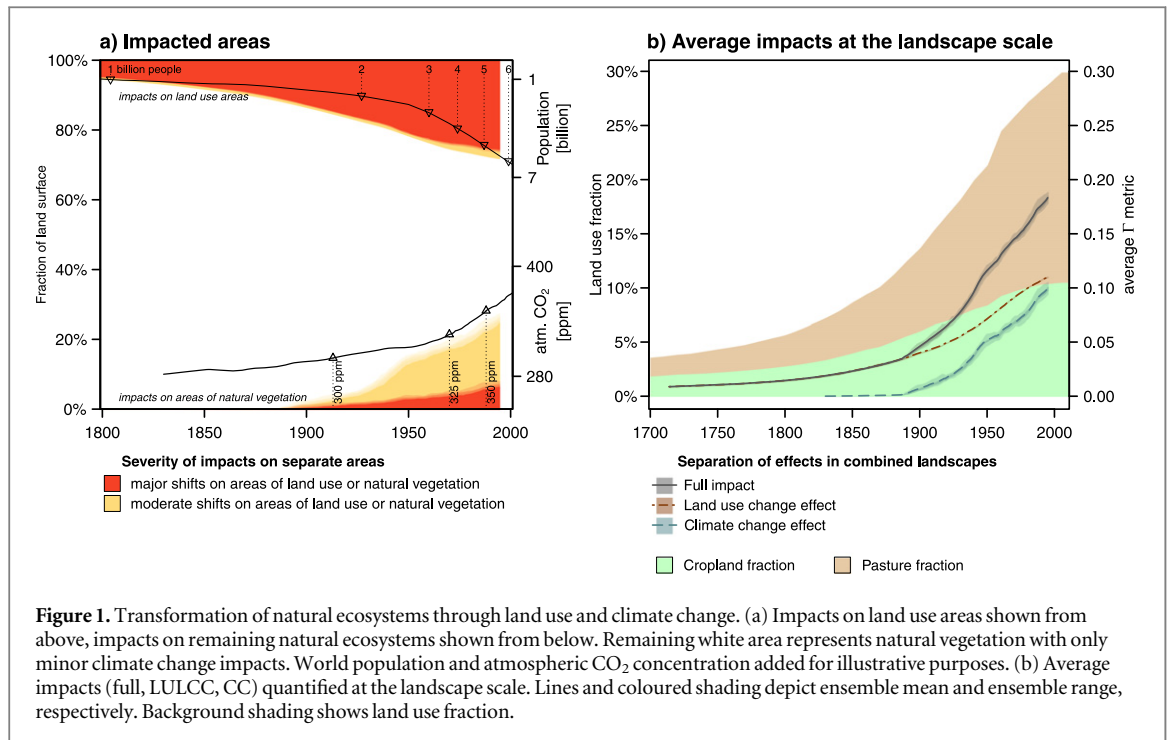 a) Impacted areas
100%
80%
60%
40%
20%
0%
Fraction of land surface
1 billion people
2
3
4
5
6
impacts on land use areas
1
7
Population
[billion]
400
280
atm. CO2
[ppm]
300 ppm
325 ppm
350 ppm
impacts on areas of natural vegetation
1800
1850
1900
1950
2000
Severity of impacts on separate areas
major shifts on areas of land use or natural vegetation
moderate shifts on areas of land use or natural vegetation
b) Average impacts at the landscape scale
30%
25%
20%
15%
10%
5%
0%
Land use fraction
0.30
0.25
0.20
0.15
0.10
0.05
0.00
average Γ metric
1700
1750
1800
1850
1900
1950
2000
Separation of effects in combined landscapes
Full impact
Land use change effect
Climate change effect
Cropland fraction
Pasture fraction
Figure 1. Transformation of natural ecosystems through land use and climate change. (a) Impacts on land use areas shown from
above, impacts on remaining natural ecosystems shown from below. Remaining white area represents natural vegetation with only
minor climate change impacts. World population and atmospheric CO2 concentration added for illustrative purposes. (b) Average
impacts (full, LULCC, CC) quantified at the landscape scale. Lines and coloured shading depict ensemble mean and ensemble range,
respectively. Background shading shows land use fraction.